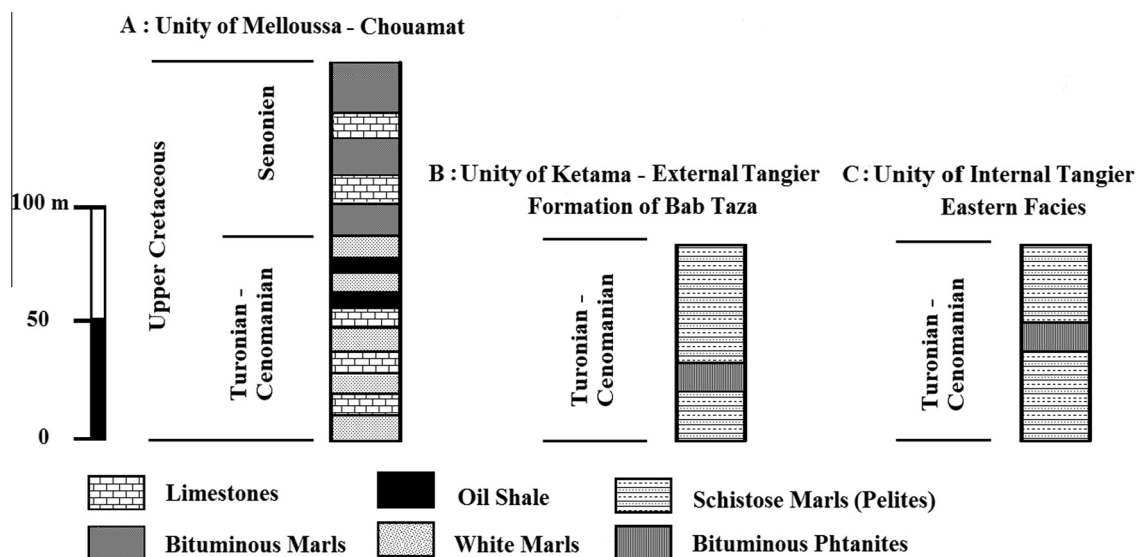 A : Unity of Melloussa - Chouamat
Upper Cretaceous
Senonien
Turonian -
Cenomanian
100 m
50
0
B : Unity of Ketama - External Tangier
Formation of Bab Taza
Turonian -
Cenomanian
C : Unity of Internal Tangier
Eastern Facies
Turonian -
Cenomanian
Limestones
Oil Shale
Schistose Marls (Pelites)
Bituminous Marls
White Marls
Bituminous Phtanites